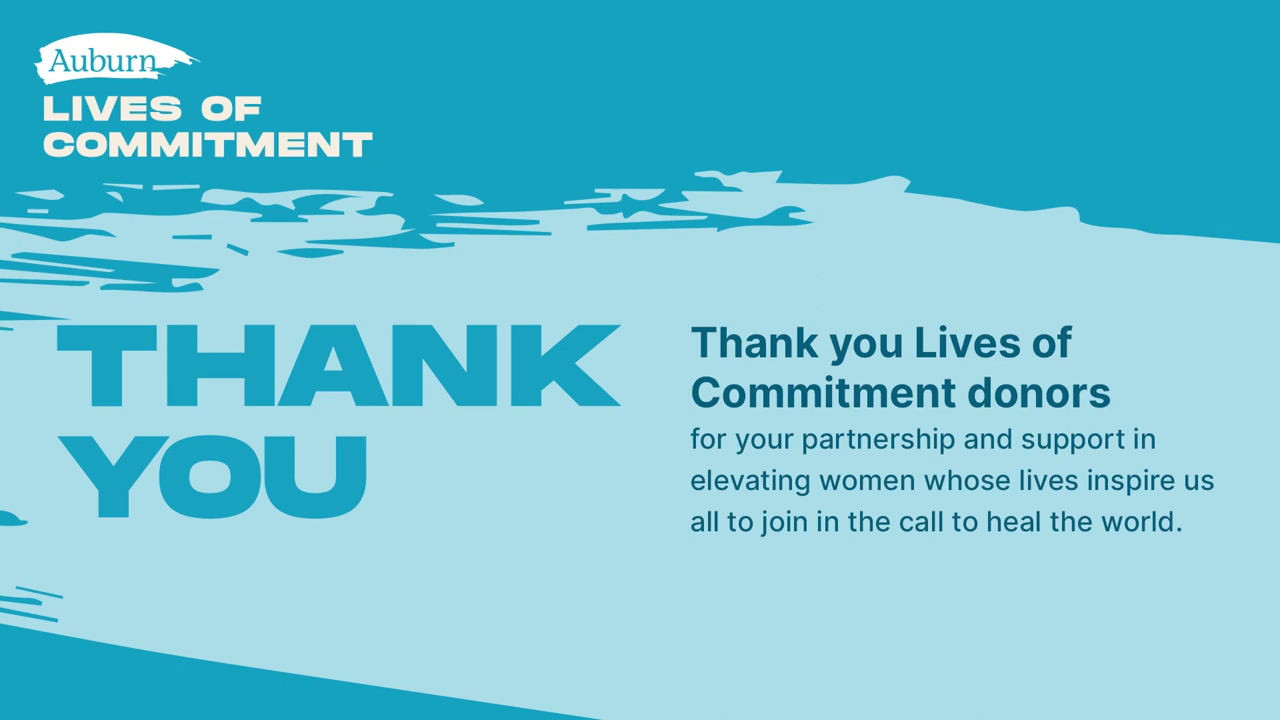 Auburn
LIVES OF
COMMITMENT
THANK
YOU
Thank you Lives of
Commitment donors
for your partnership and support in
elevating women whose lives inspire us
all to join in the call to heal the world.